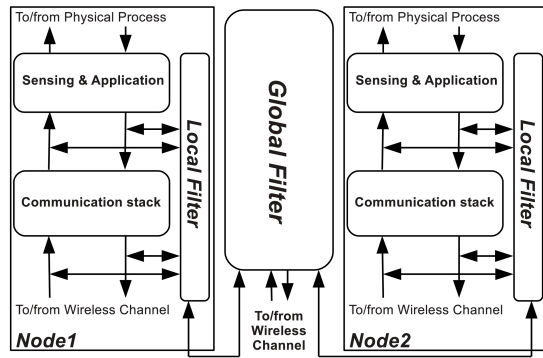 To/from Physical Process
Sensing & Application
Local Filter
Communication stack
To/from Wireless Channel
Node1
Global Filter
To/from
Wireless
Channel
To/from Physical Process
Sensing & Application
Local Filter
Communication stack
To/from Wireless Channel
Node2